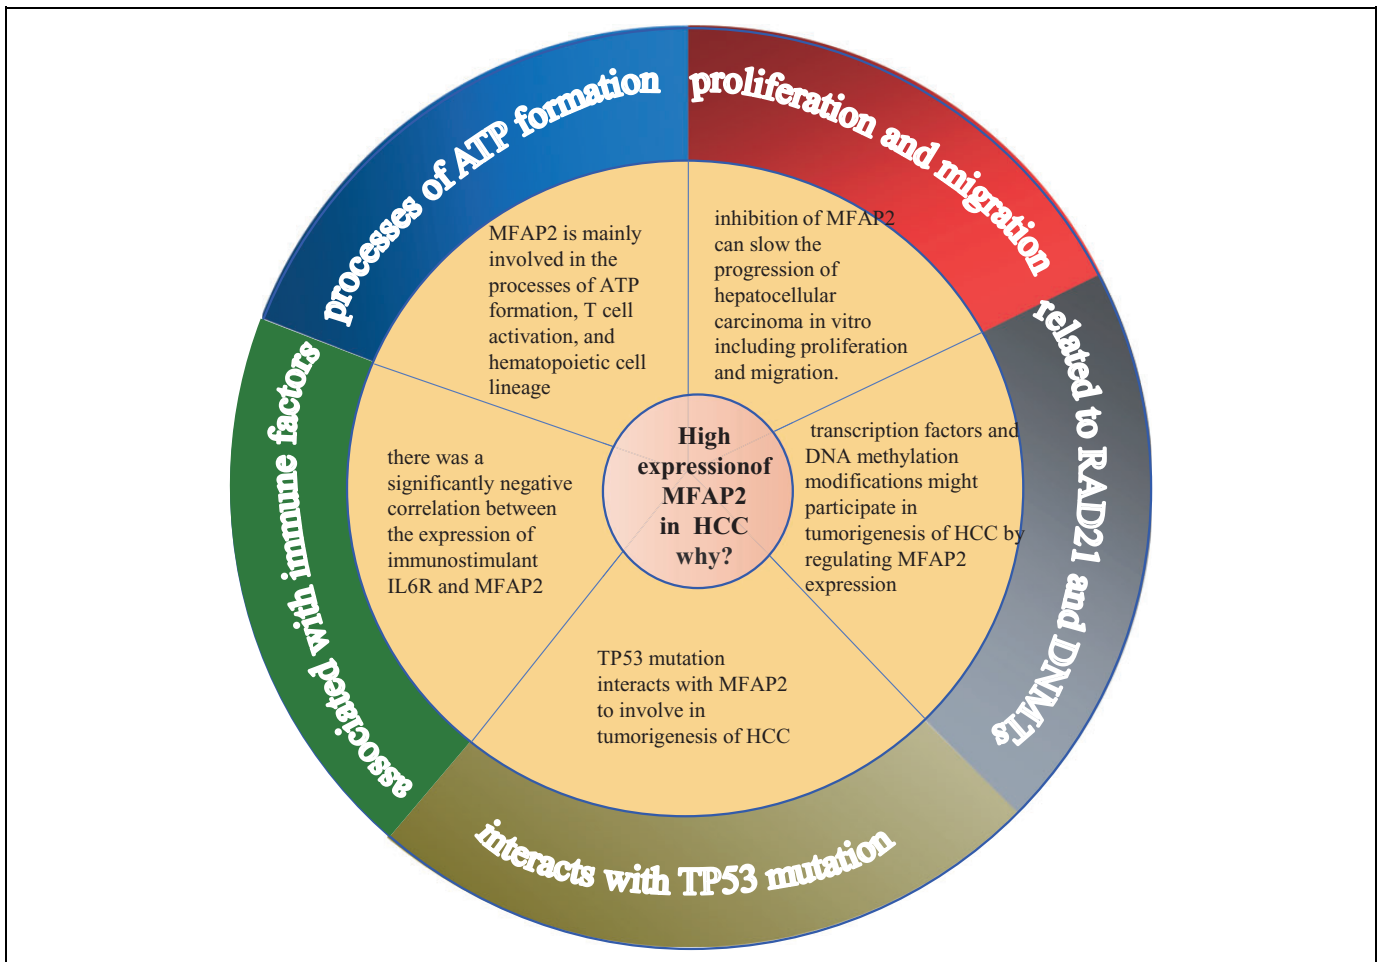 processes of ATP formation
proliferation and migration
related to RAD21 and DNMTs
interacts with TP53 mutation
associated with immune factors
MFAP2 is mainly
involved in the
processes of ATP
formation, T cell
activation, and
hematopoietic cell
lineage
inhibition of MFAP2
can slow the
progression of
hepatocellular
carcinoma in vitro
including proliferation
and migration.
transcription factors and
DNA methylation
modifications might
participate in
tumorigenesis of HCC by
regulating MFAP2
expression
TP53 mutation
interacts with MFAP2
to involve in
tumorigenesis of HCC
there was a
significantly negative
correlation between
the expression of
immunostimulant
IL6R and MFAP2
High
expressionof
MFAP2
in HCC
why?